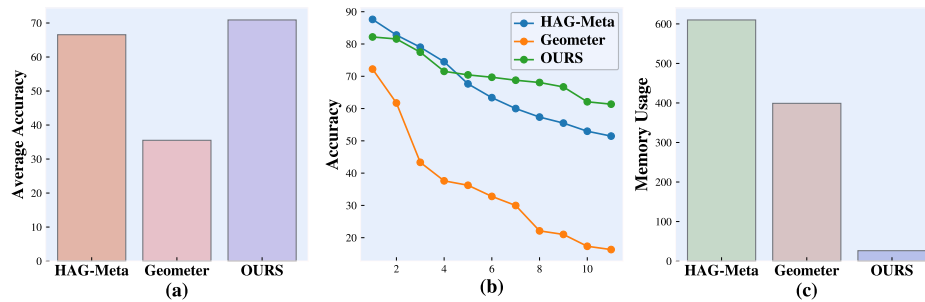 Average Accuracy
70
60
50
40
30
20
10
0
HAG-Meta Geometer OURS
(a)
Accuracy
90
80
70
60
50
40
30
20
2 4 6 8 10
HAG-Meta
Geometer
OURS
(b)
Memory Usage
600
500
400
300
200
100
0
HAG-Meta Geometer OURS
(c)